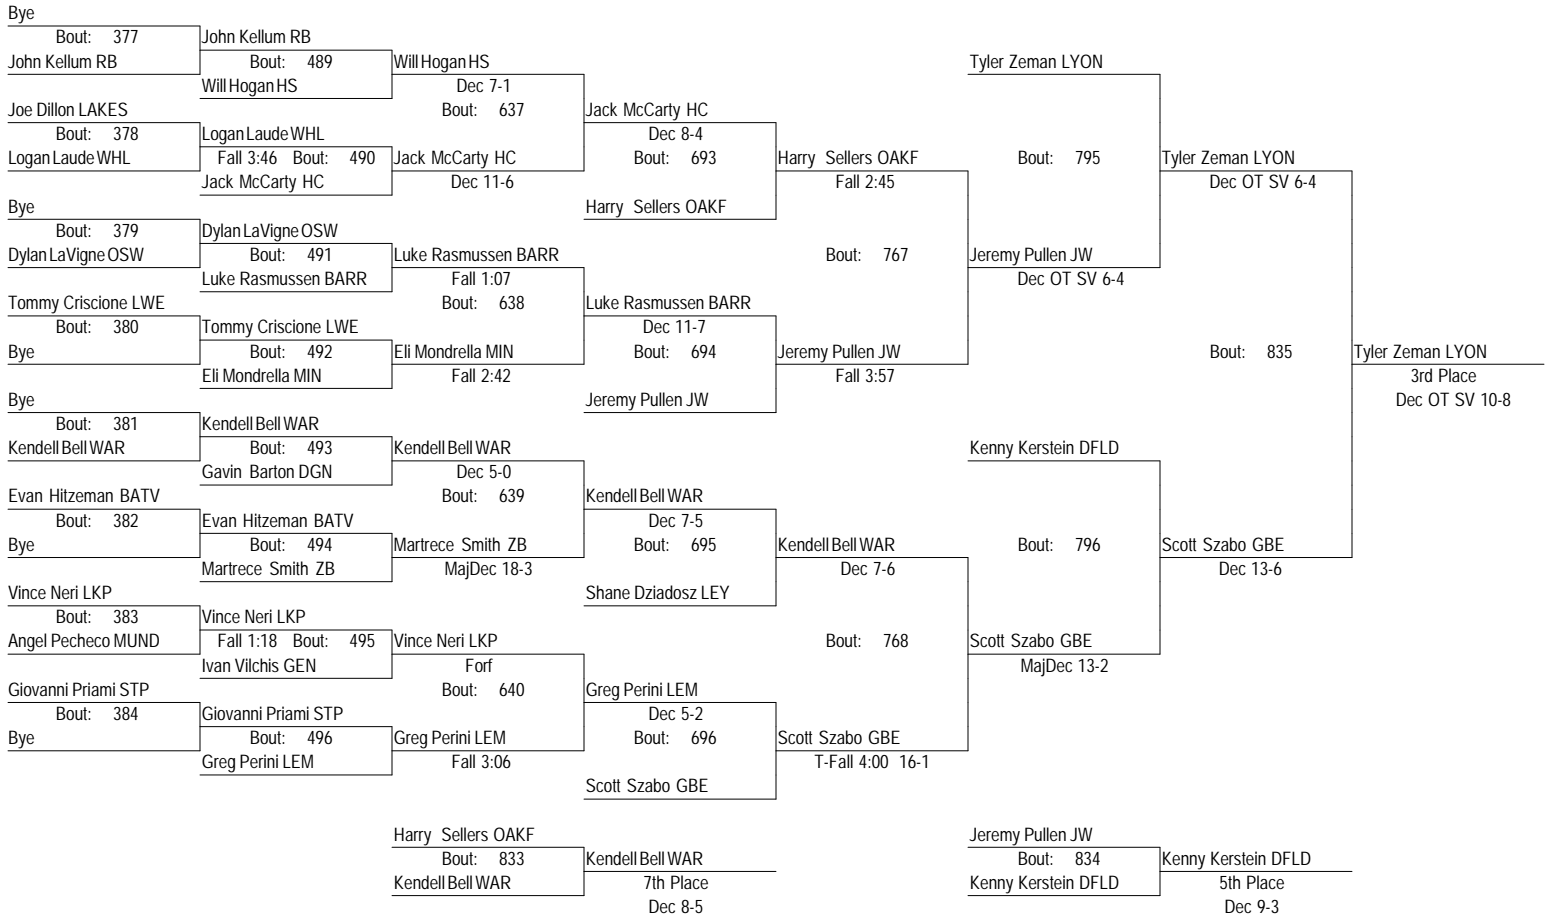 Bye
Bout: 377 John Kellum RB
John Kellum RB Bout: 489 Will Hogan HS Tyler Zeman LYON
Will Hogan HS Dec 7-1
Joe Dillon LAKES Bout: 637 Jack McCarty HC
Bout: 378 Logan Laude WHL Dec 8-4
Logan Laude WHL Fall 3:46 Bout: 490 Jack McCarty HC Bout: 693 Harry Sellers OAKF Bout: 795 Tyler Zeman LYON
Jack McCarty HC Dec 11-6 Fall 2:45 Dec OT SV 6-4
Bye Harry Sellers OAKF
Bout: 379 Dylan LaVigne OSW
Dylan LaVigne OSW Bout: 491 Luke Rasmussen BARR Bout: 767 Jeremy Pullen JW
Luke Rasmussen BARR Fall 1:07 Dec OT SV 6-4
Tommy Criscione LWE Bout: 638 Luke Rasmussen BARR
Bout: 380 Tommy Criscione LWE Dec 11-7
Bye Bout: 492 Eli Mondrella MIN Bout: 694 Jeremy Pullen JW Bout: 835 Tyler Zeman LYON
Eli Mondrella MIN Fall 2:42 Fall 3:57 3rd Place
Bye Jeremy Pullen JW Dec OT SV 10-8
Bout: 381 Kendell Bell WAR
Kendell Bell WAR Bout: 493 Kendell Bell WAR Kenny Kerstein DFLD
Gavin Barton DGN Dec 5-0
Evan Hitzeman BATV Bout: 639 Kendell Bell WAR
Bout: 382 Evan Hitzeman BATV Dec 7-5
Bye Bout: 494 Martrece Smith ZB Bout: 695 Kendell Bell WAR Bout: 796 Scott Szabo GBE
Martrece Smith ZB MajDec 18-3 Dec 7-6 Dec 13-6
Vince Neri LKP Shane Dziadosz LEY
Bout: 383 Vince Neri LKP
Angel Pecheco MUND Fall 1:18 Bout: 495 Vince Neri LKP Bout: 768 Scott Szabo GBE
Ivan Vilchis GEN Forf MajDec 13-2
Giovanni Priami STP Bout: 640 Greg Perini LEM
Bout: 384 Giovanni Priami STP Dec 5-2
Bye Bout: 496 Greg Perini LEM Bout: 696 Scott Szabo GBE
Greg Perini LEM Fall 3:06 T-Fall 4:00 16-1
Scott Szabo GBE
Harry Sellers OAKF Jeremy Pullen JW
Bout: 833 Kendell Bell WAR Bout: 834 Kenny Kerstein DFLD
Kendell Bell WAR 7th Place Kenny Kerstein DFLD 5th Place
Dec 8-5 Dec 9-3